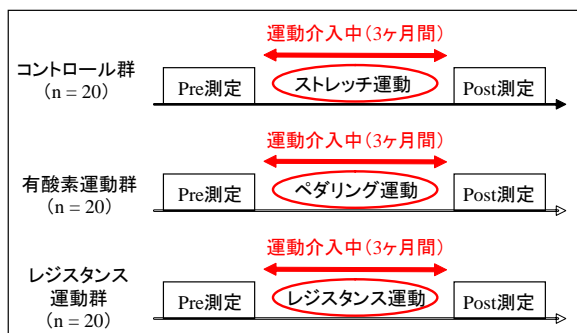 運動介入中(3ヶ月間)
コントロール群
(n = 20)
Pre測定
ストレッチ運動
Post測定
運動介入中(3ヶ月間)
有酸素運動群
(n = 20)
Pre測定
ペダリング運動
Post測定
運動介入中(3ヶ月間)
レジスタンス
運動群
(n = 20)
Pre測定
レジスタンス運動
Post測定